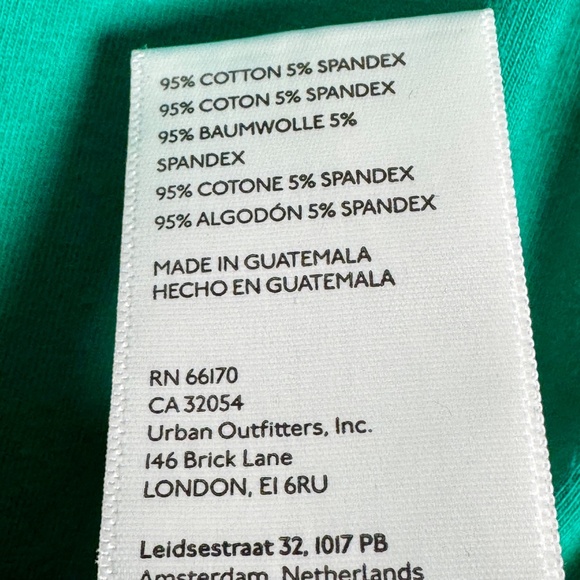 95% COTTON 5% SPANDEX
95% COTON 5% SPANDEX
95% BAUMWOLLE 5%
SPANDEX
95% COTONE 5% SPANDEX
95% ALGODÓN 5% SPANDEX
MADE IN GUATEMALA
HECHO EN GUATEMALA
RN 66170
CA 32054
Urban Outfitters, Inc.
146 Brick Lane
LONDON, E1 6RU
Leidsestraat 32, 1017 PB
Amsterdam, Netherlands